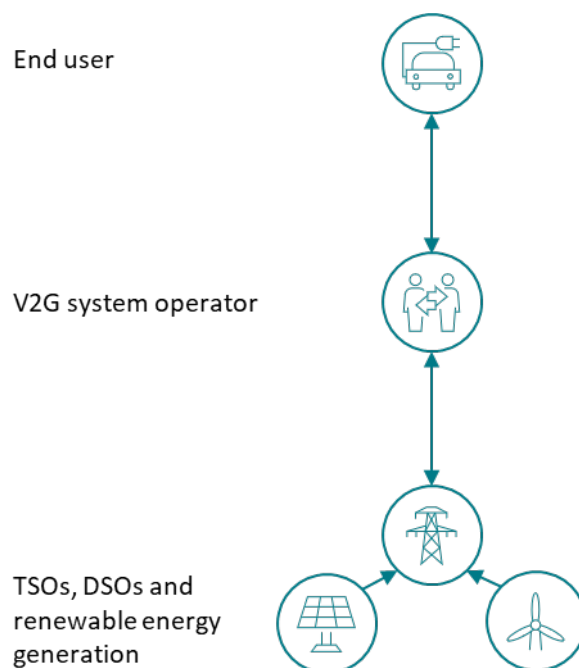 End user
V2G system operator
TSOs, DSOs and
renewable energy
generation